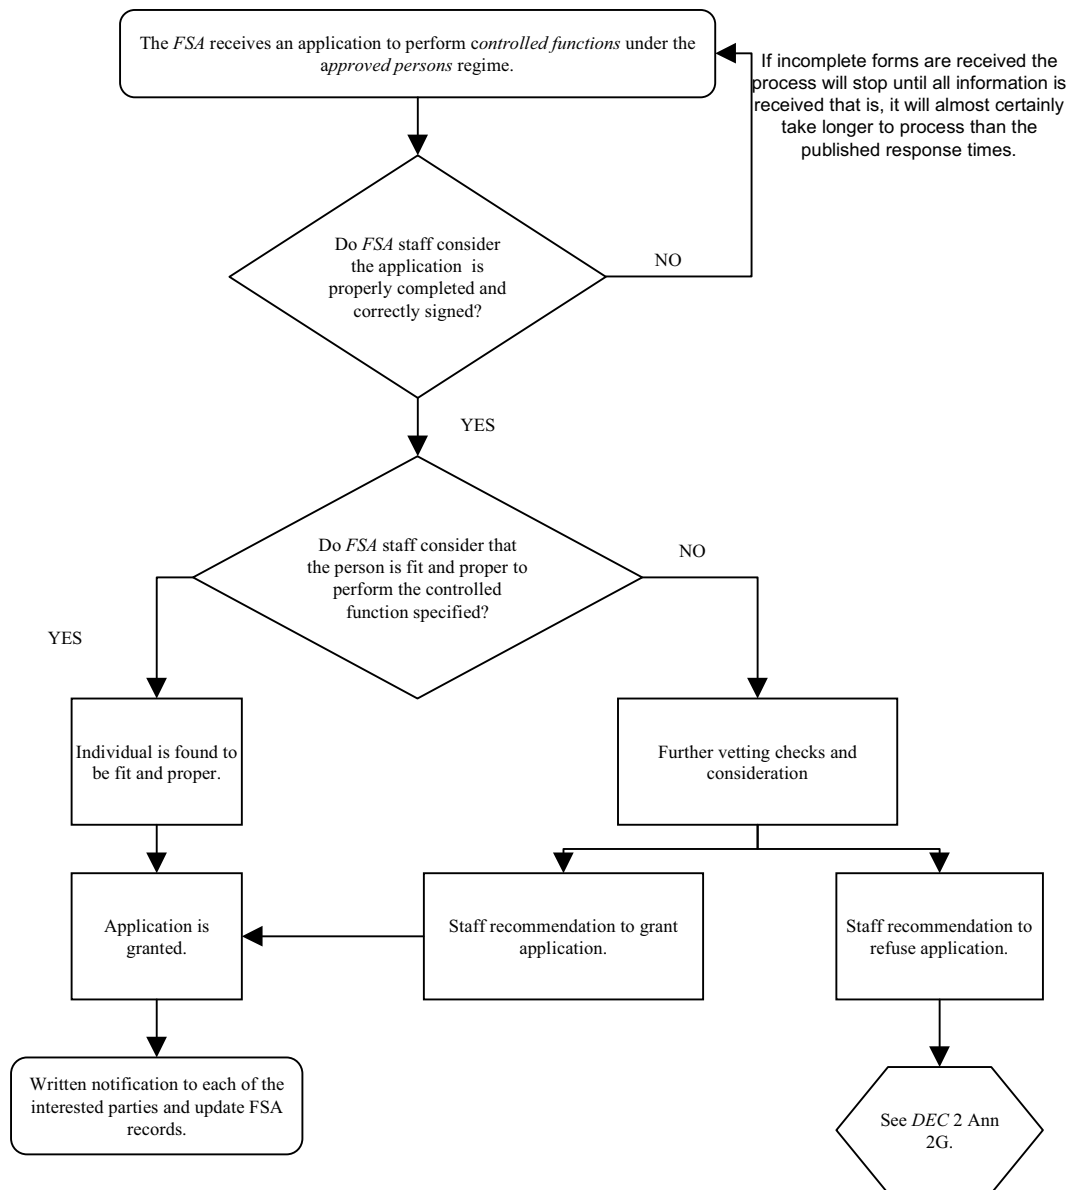 The FSA receives an application to perform controlled functions under the
approved persons regime.
If incomplete forms are received the
process will stop until all information is
received that is, it will almost certainly
take longer to process than the
published response times.
Do FSA staff consider
the application is
properly completed and
correctly signed?
NO
YES
Do FSA staff consider that
the person is fit and proper to
perform the controlled
function specified?
NO
YES
Individual is found to
be fit and proper.
Further vetting checks and
consideration
Application is
granted.
Staff recommendation to grant
application.
Staff recommendation to
refuse application.
Written notification to each of the
interested parties and update FSA
records.
See DEC 2 Ann
2G.